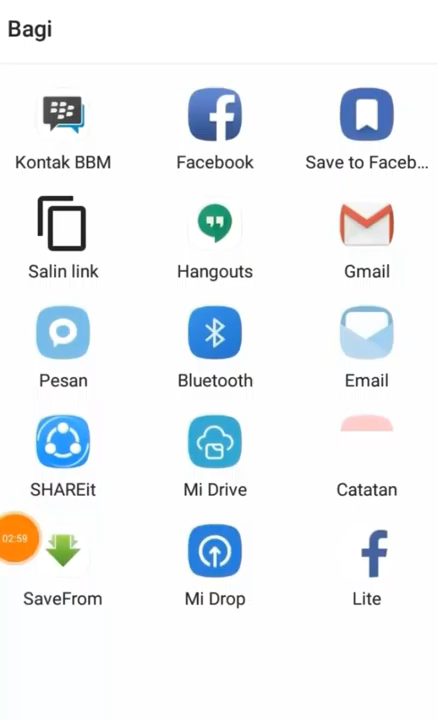 Bagi
Kontak BBM
Facebook
Save to Faceb...
Salin link
Hangouts
Gmail
Pesan
Bluetooth
Email
SHAREit
Mi Drive
Catatan
02:59
SaveFrom
Mi Drop
Lite